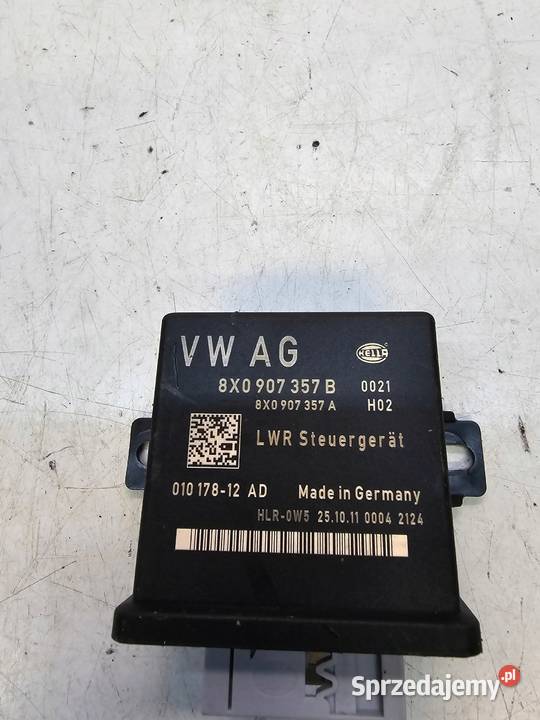 VW AG
HELLA
8X0 907 357 B 0021
8X0 907 357 A H02
LWR Steuergerät
010 178-12 AD Made in Germany
HLR-0W5 25.10.11 0004 2124
Sprzedajemy.pl